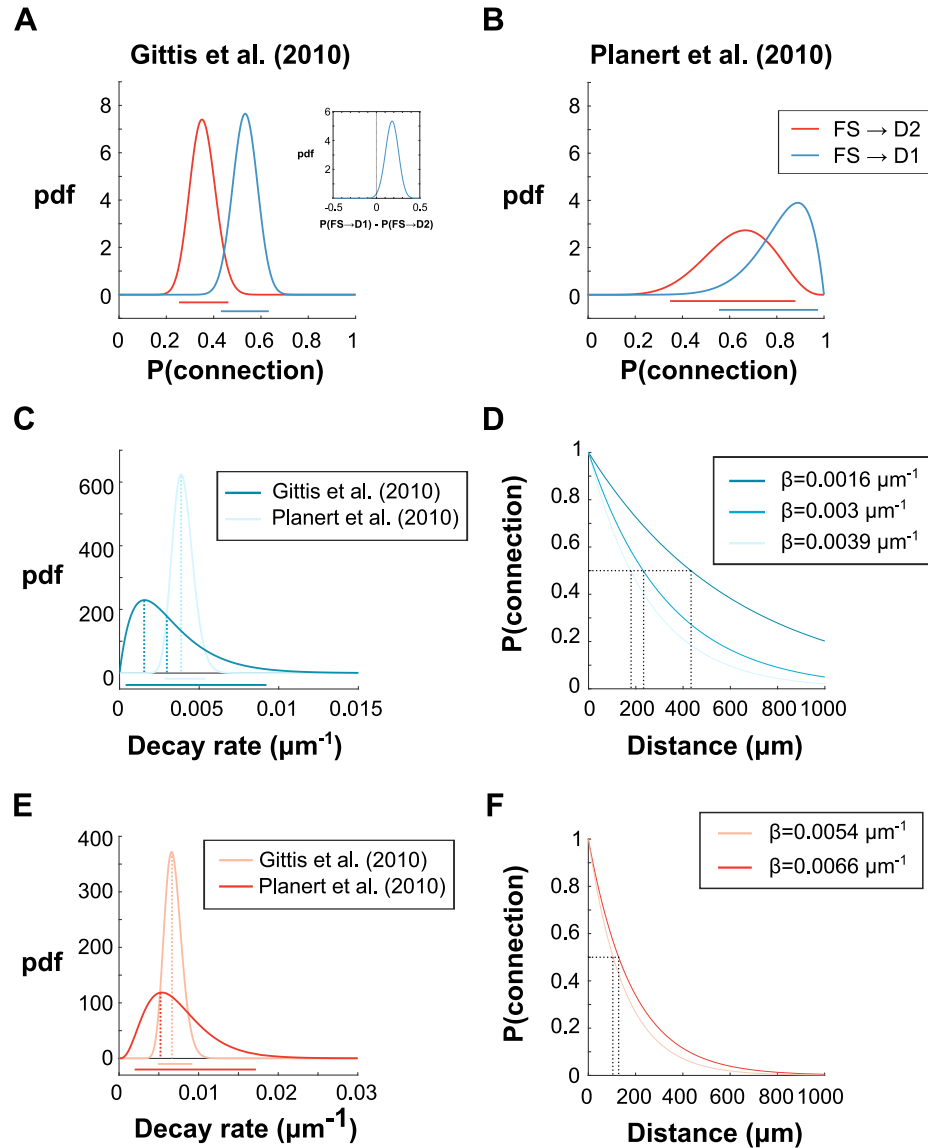 A
Gittis et al. (2010)
pdf
8
6
4
2
0
0
0.2
0.4
0.6
0.8
1
P(connection)
pdf
6
4
2
0
-0.5
0
0.5
P(FS→D1) - P(FS→D2)
B
Planert et al. (2010)
FS → D2
FS → D1
pdf
8
6
4
2
0
0
0.2
0.4
0.6
0.8
1
P(connection)
C
Gittis et al. (2010)
Planert et al. (2010)
pdf
600
400
200
0
0
0.005
0.01
0.015
Decay rate (µm⁻¹)
D
β=0.0016 µm⁻¹
β=0.003 µm⁻¹
β=0.0039 µm⁻¹
P(connection)
1
0.8
0.6
0.4
0.2
0
0
200
400
600
800
1000
Distance (µm)
E
Gittis et al. (2010)
Planert et al. (2010)
pdf
400
300
200
100
0
0
0.01
0.02
0.03
Decay rate (µm⁻¹)
F
β=0.0054 µm⁻¹
β=0.0066 µm⁻¹
P(connection)
1
0.8
0.6
0.4
0.2
0
0
200
400
600
800
1000
Distance (µm)